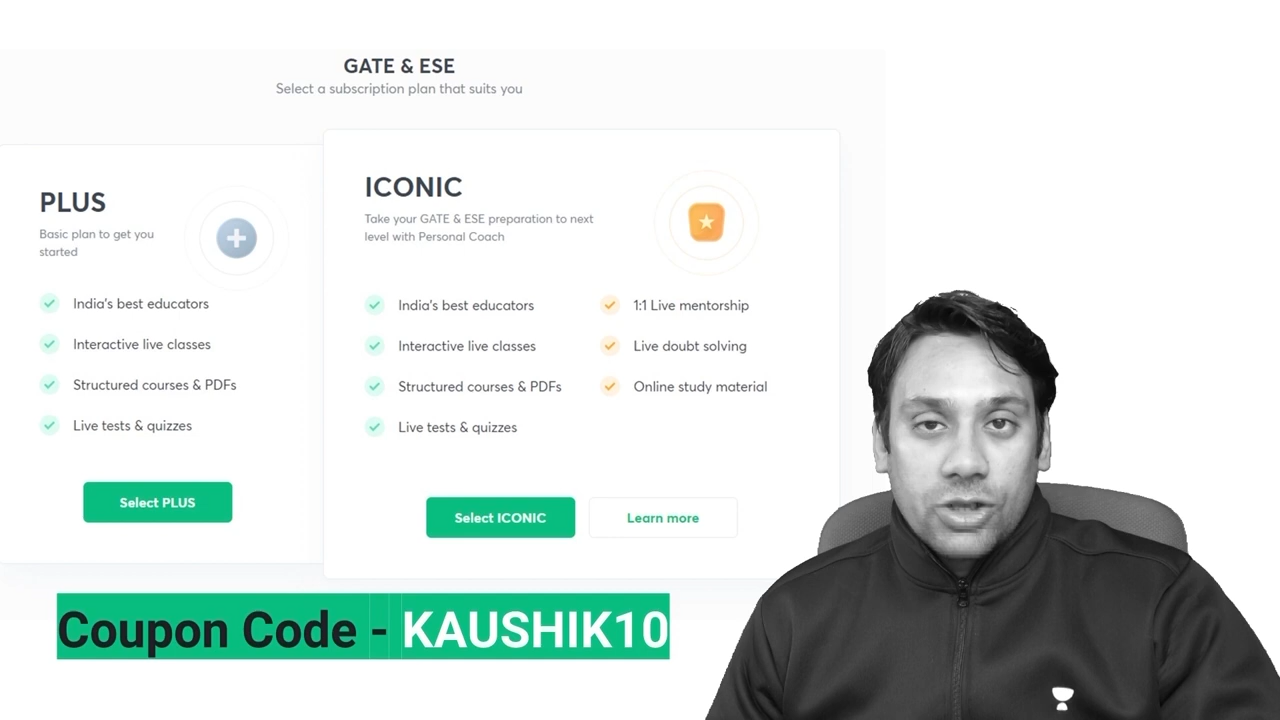 GATE & ESE
Select a subscription plan that suits you
PLUS
Basic plan to get you
started
India's best educators
Interactive live classes
Structured courses & PDFs
Live tests & quizzes
Select PLUS
ICONIC
Take your GATE & ESE preparation to next
level with Personal Coach
India's best educators
Interactive live classes
Structured courses & PDFs
Live tests & quizzes
1:1 Live mentorship
Live doubt solving
Online study material
Select ICONIC
Learn more
Coupon Code - KAUSHIK10